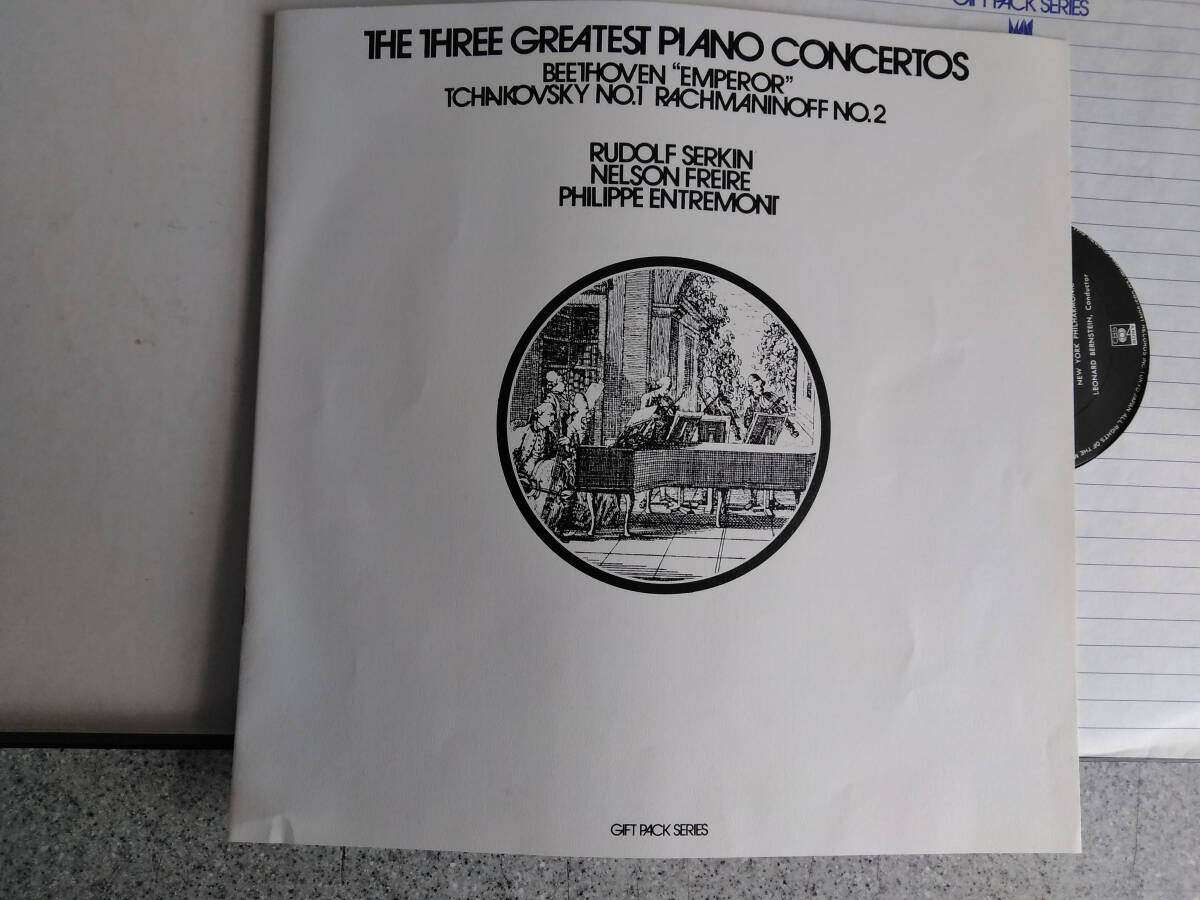 GIFT PACK SERIES
THE THREE GREATEST PIANO CONCERTOS
BEETHOVEN "EMPEROR"
TCHAIKOVSKY NO.1 RACHMANINOFF NO.2
RUDOLF SERKIN
NELSON FREIRE
PHILIPPE ENTREMONT
NEW YORK PHILHARMONIC
LEONARD BERNSTEIN, Conductor
CBS
GIFT PACK SERIES